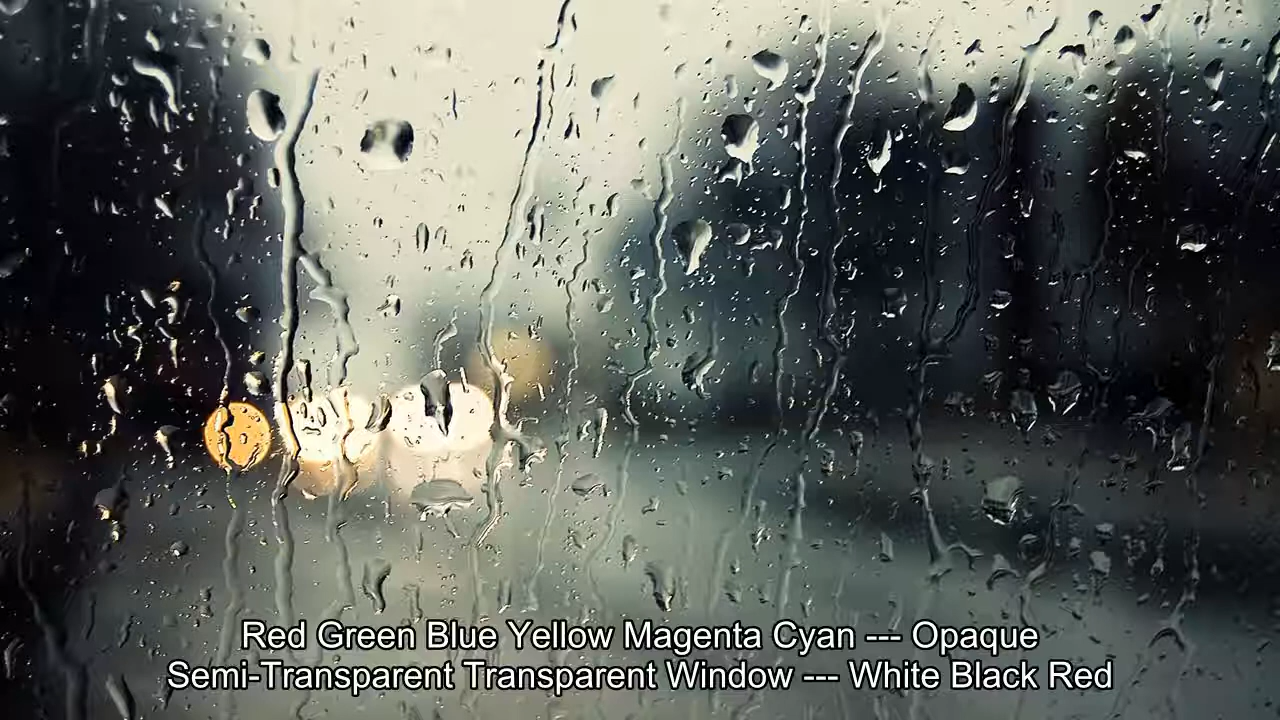 Red Green Blue Yellow Magenta Cyan --- Opaque
Semi-Transparent Transparent Window --- White Black Red